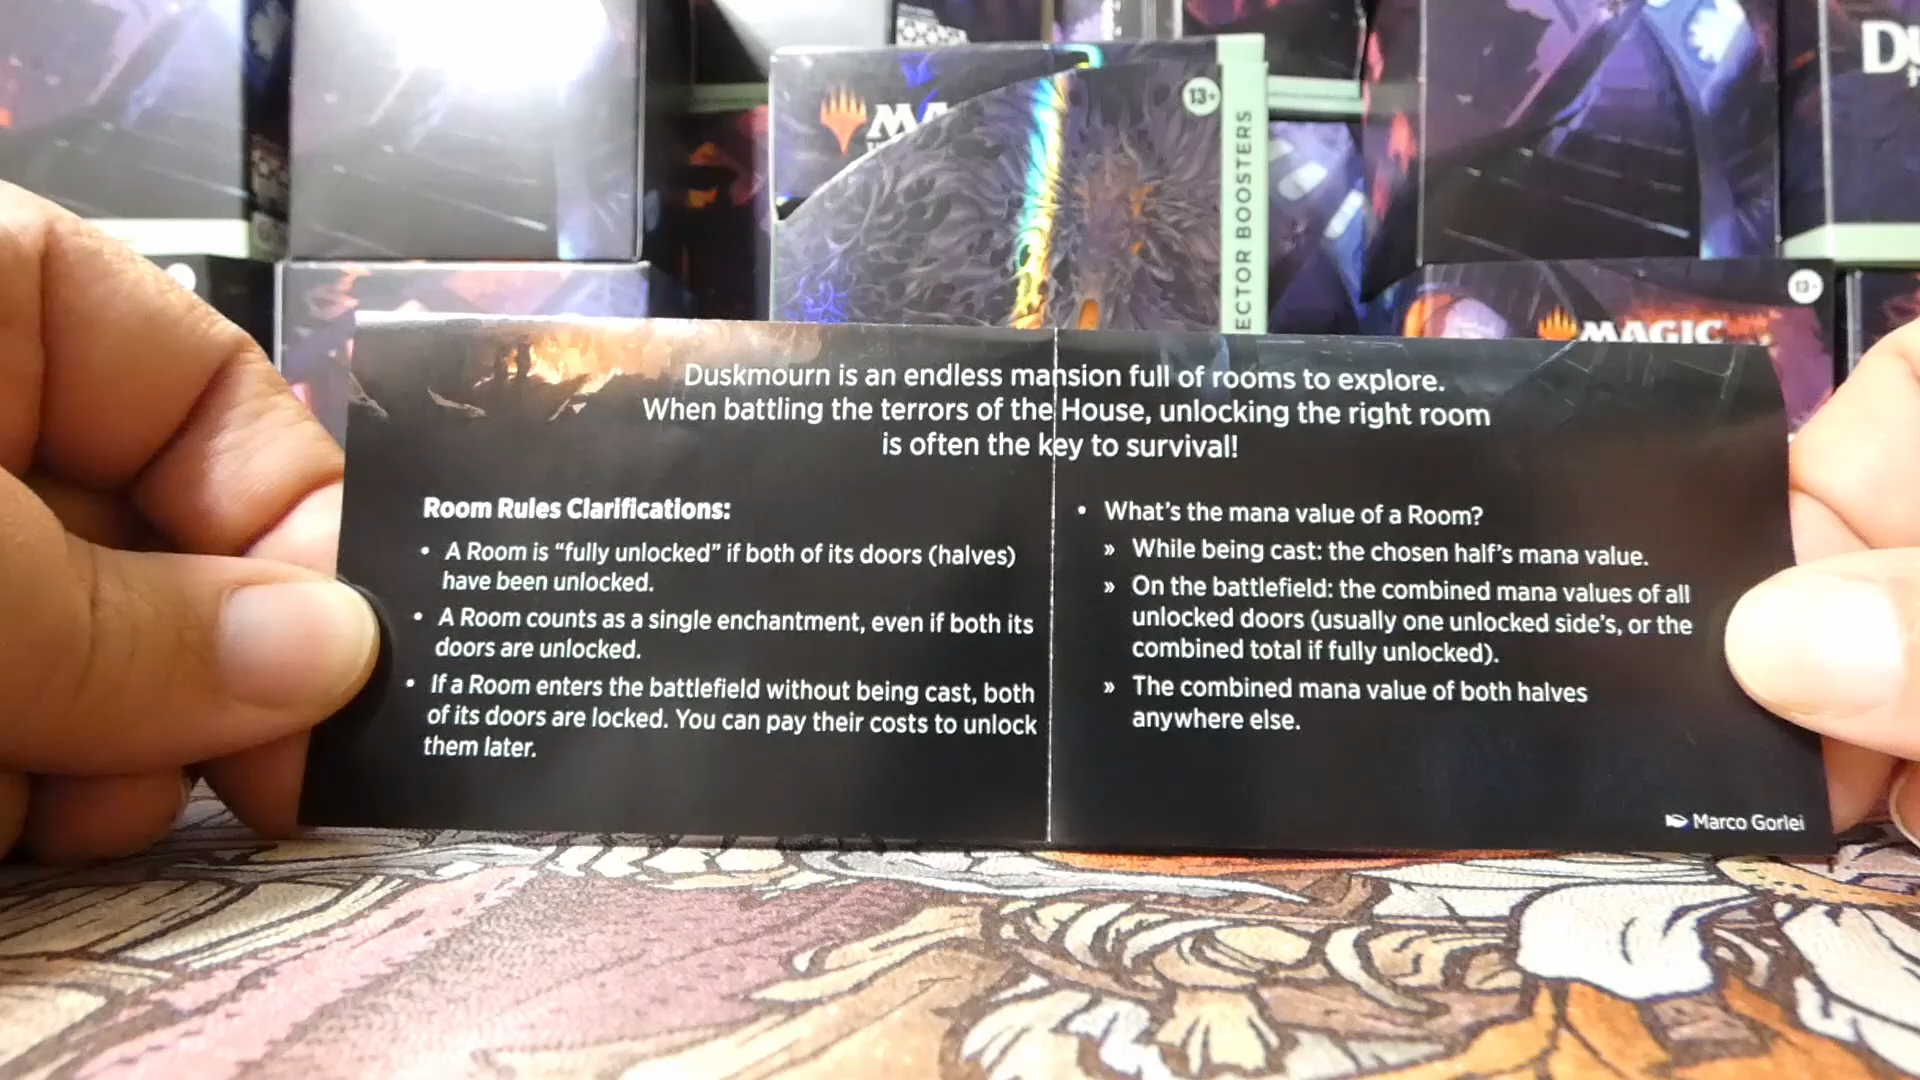 MA
13+
ECTOR BOOSTERS
13+
MAGIC
Duskmourn is an endless mansion full of rooms to explore.
When battling the terrors of the House, unlocking the right room
is often the key to survival!
Room Rules Clarifications:
• A Room is “fully unlocked” if both of its doors (halves)
have been unlocked.
• A Room counts as a single enchantment, even if both its
doors are unlocked.
• If a Room enters the battlefield without being cast, both
of its doors are locked. You can pay their costs to unlock
them later.
• What’s the mana value of a Room?
» While being cast: the chosen half’s mana value.
» On the battlefield: the combined mana values of all
unlocked doors (usually one unlocked side’s, or the
combined total if fully unlocked).
» The combined mana value of both halves
anywhere else.
Marco Gorlei